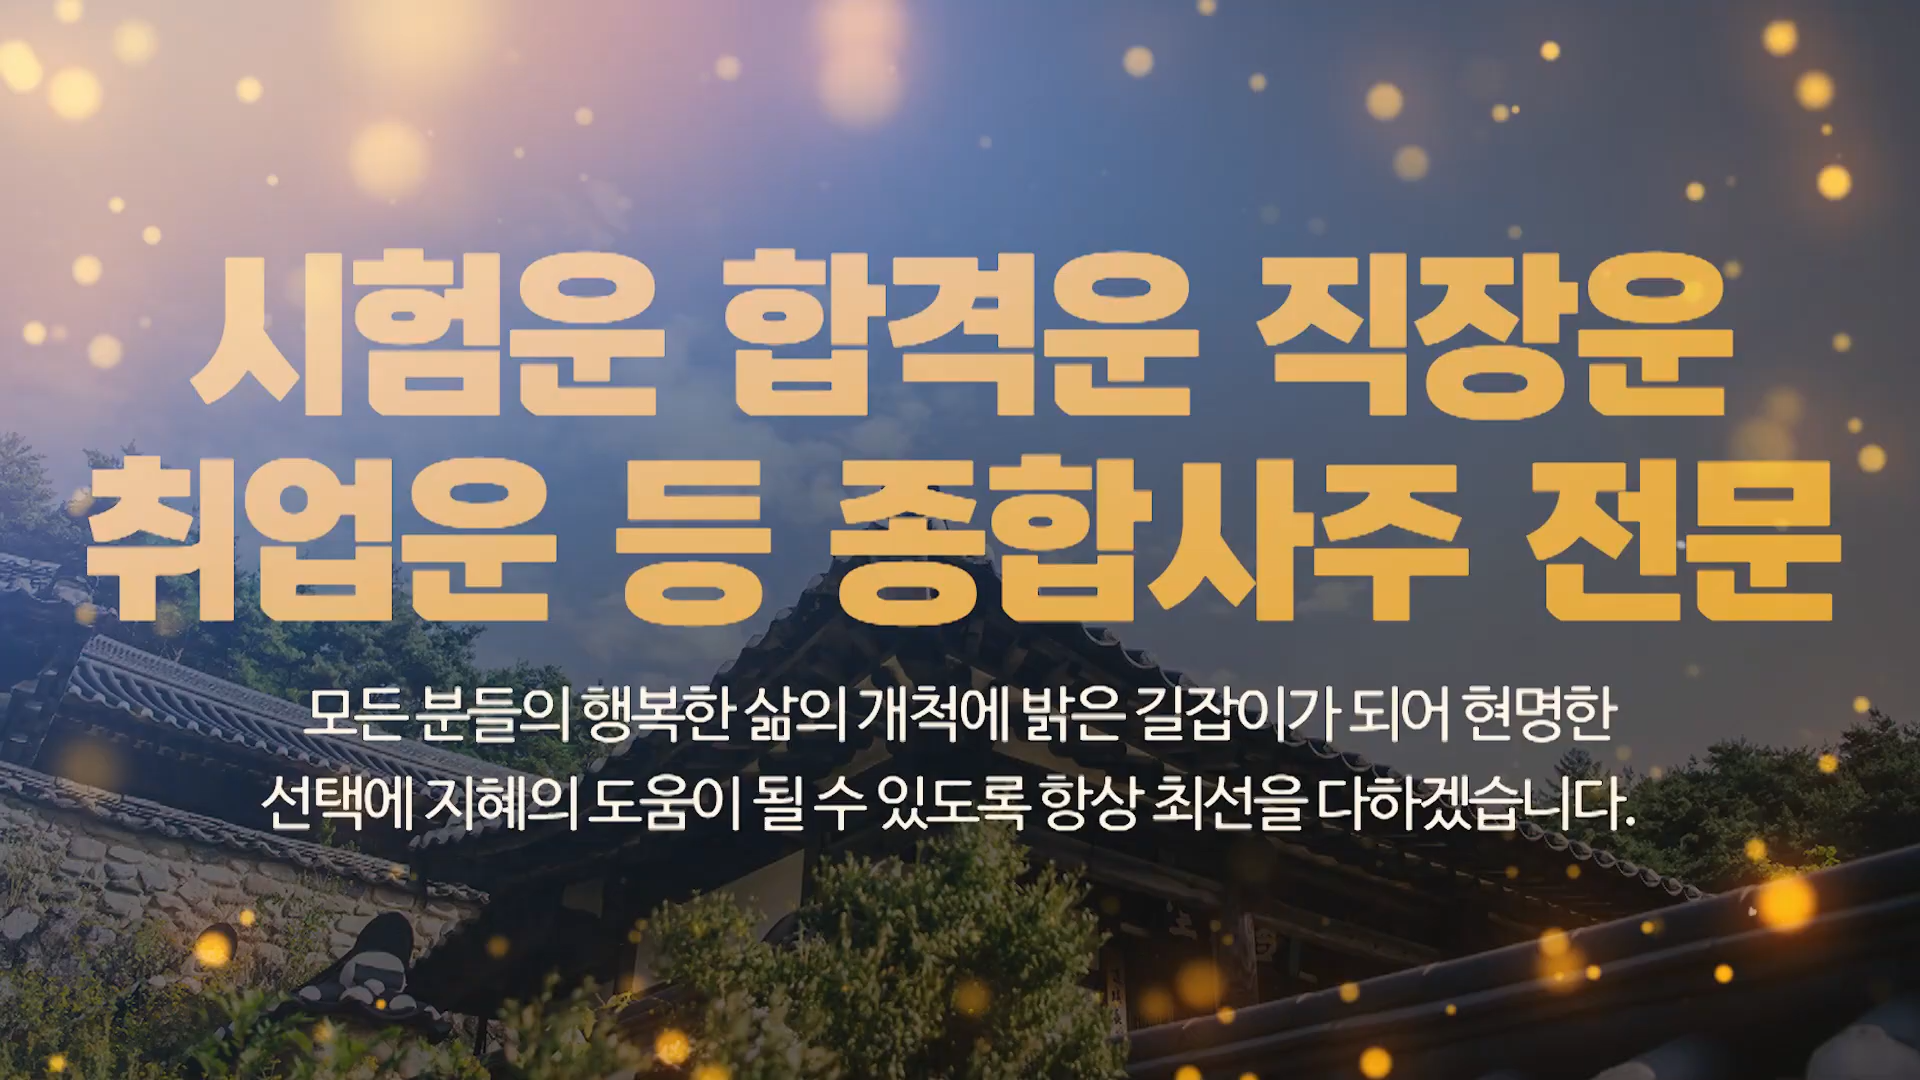 시험운 합격운 직장운
취업운 등 종합사주 전문
모든 분들의 행복한 삶의 개척에 밝은 길잡이가 되어 현명한
선택에 지혜의 도움이 될 수 있도록 항상 최선을 다하겠습니다.